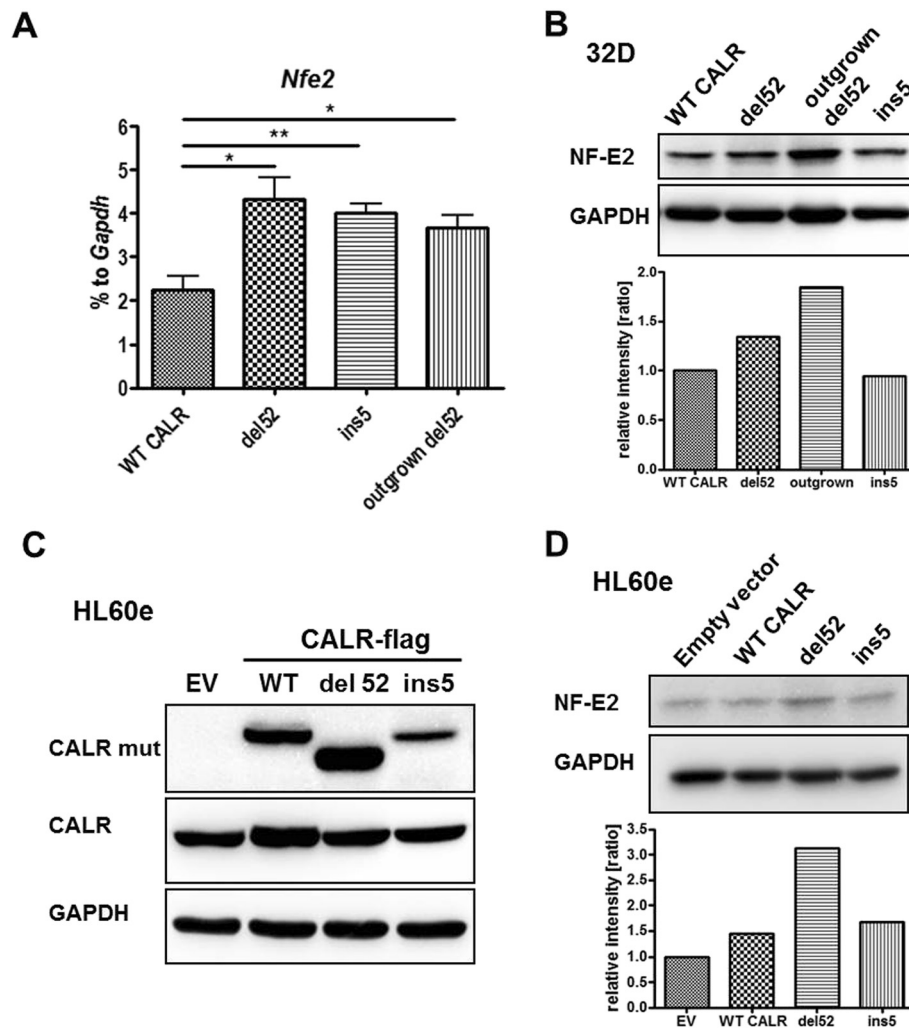 A
Nfe2
% to Gapdh
6
5
4
3
2
1
0
*
**
*
WT CALR
del52
ins5
outgrown del52
B
32D
WT CALR
del52
outgrown
del52
ins5
NF-E2
GAPDH
relative intensity [ratio]
2.0
1.5
1.0
0.5
0.0
WT CALR del52 outgrown ins5
C
HL60e
CALR-flag
EV WT del 52 ins5
CALR mut
CALR
GAPDH
D
HL60e
Empty vector
WT CALR
del52
ins5
NF-E2
GAPDH
relative intensity [ratio]
3.5
3.0
2.5
2.0
1.5
1.0
0.5
0.0
EV WT CALR del52 ins5